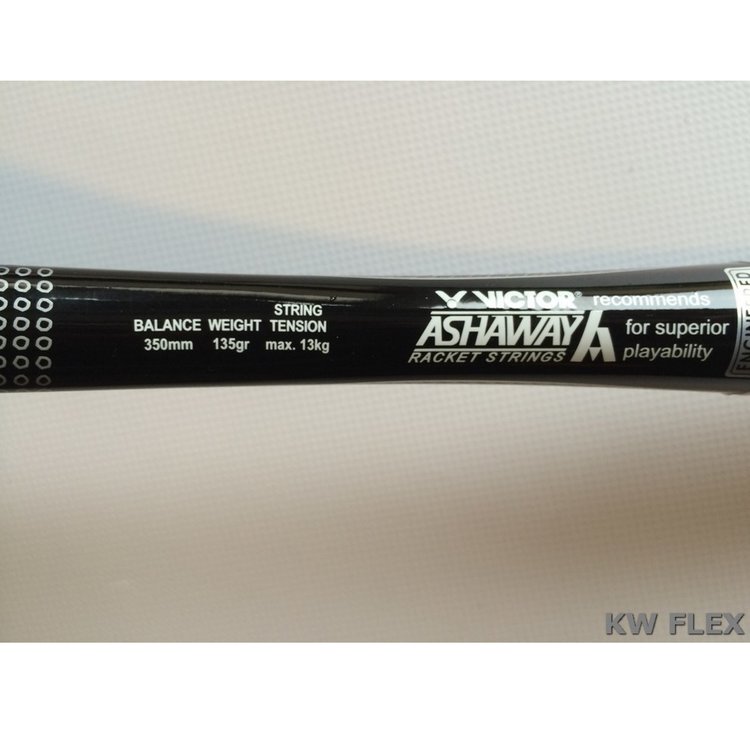 BALANCE WEIGHT STRING TENSION
350mm 135gr max. 13kg
VICTOR recommends
ASHAWAY for superior
RACKET STRINGS playability
KW FLEX